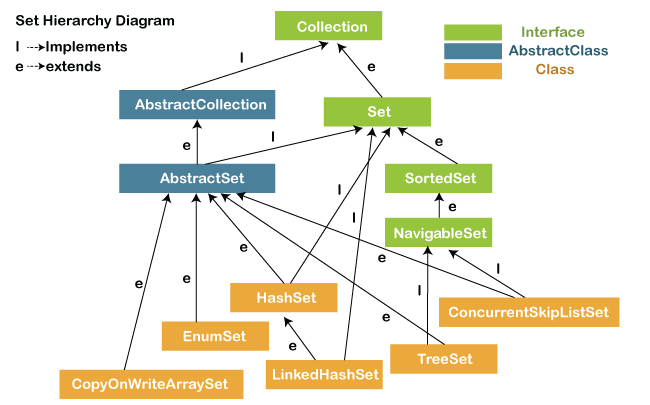 Set Hierarchy Diagram
I ---> Implements
e ---> extends
Collection
Interface
AbstractClass
Class
I
e
AbstractCollection
Set
e
I
e
AbstractSet
SortedSet
I
I
e
e
NavigableSet
e
e
e
I
I
HashSet
e
ConcurrentSkipListSet
e
EnumSet
e
TreeSet
CopyOnWriteArraySet
LinkedHashSet